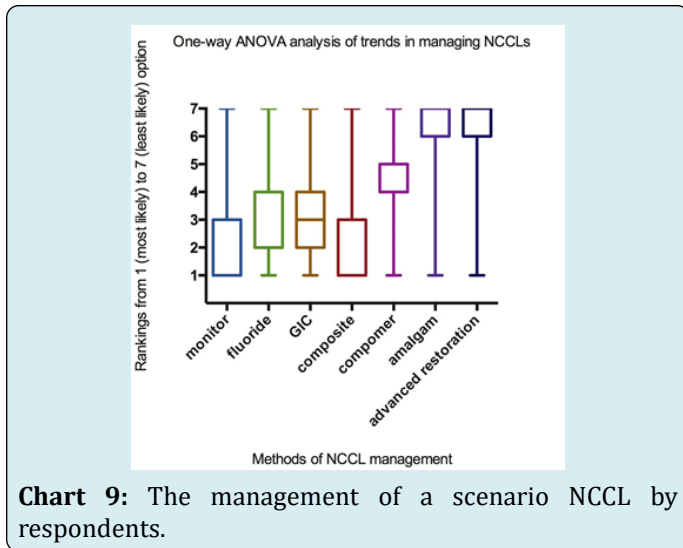 One-way ANOVA analysis of trends in managing NCCLs
Rankings from 1 (most likely) to 7 (least likely) option
7
6
5
4
3
2
1
monitor
fluoride
GIC
composite
compomer
amalgam
advanced restoration
Methods of NCCL management
Chart 9: The management of a scenario NCCL by
respondents.